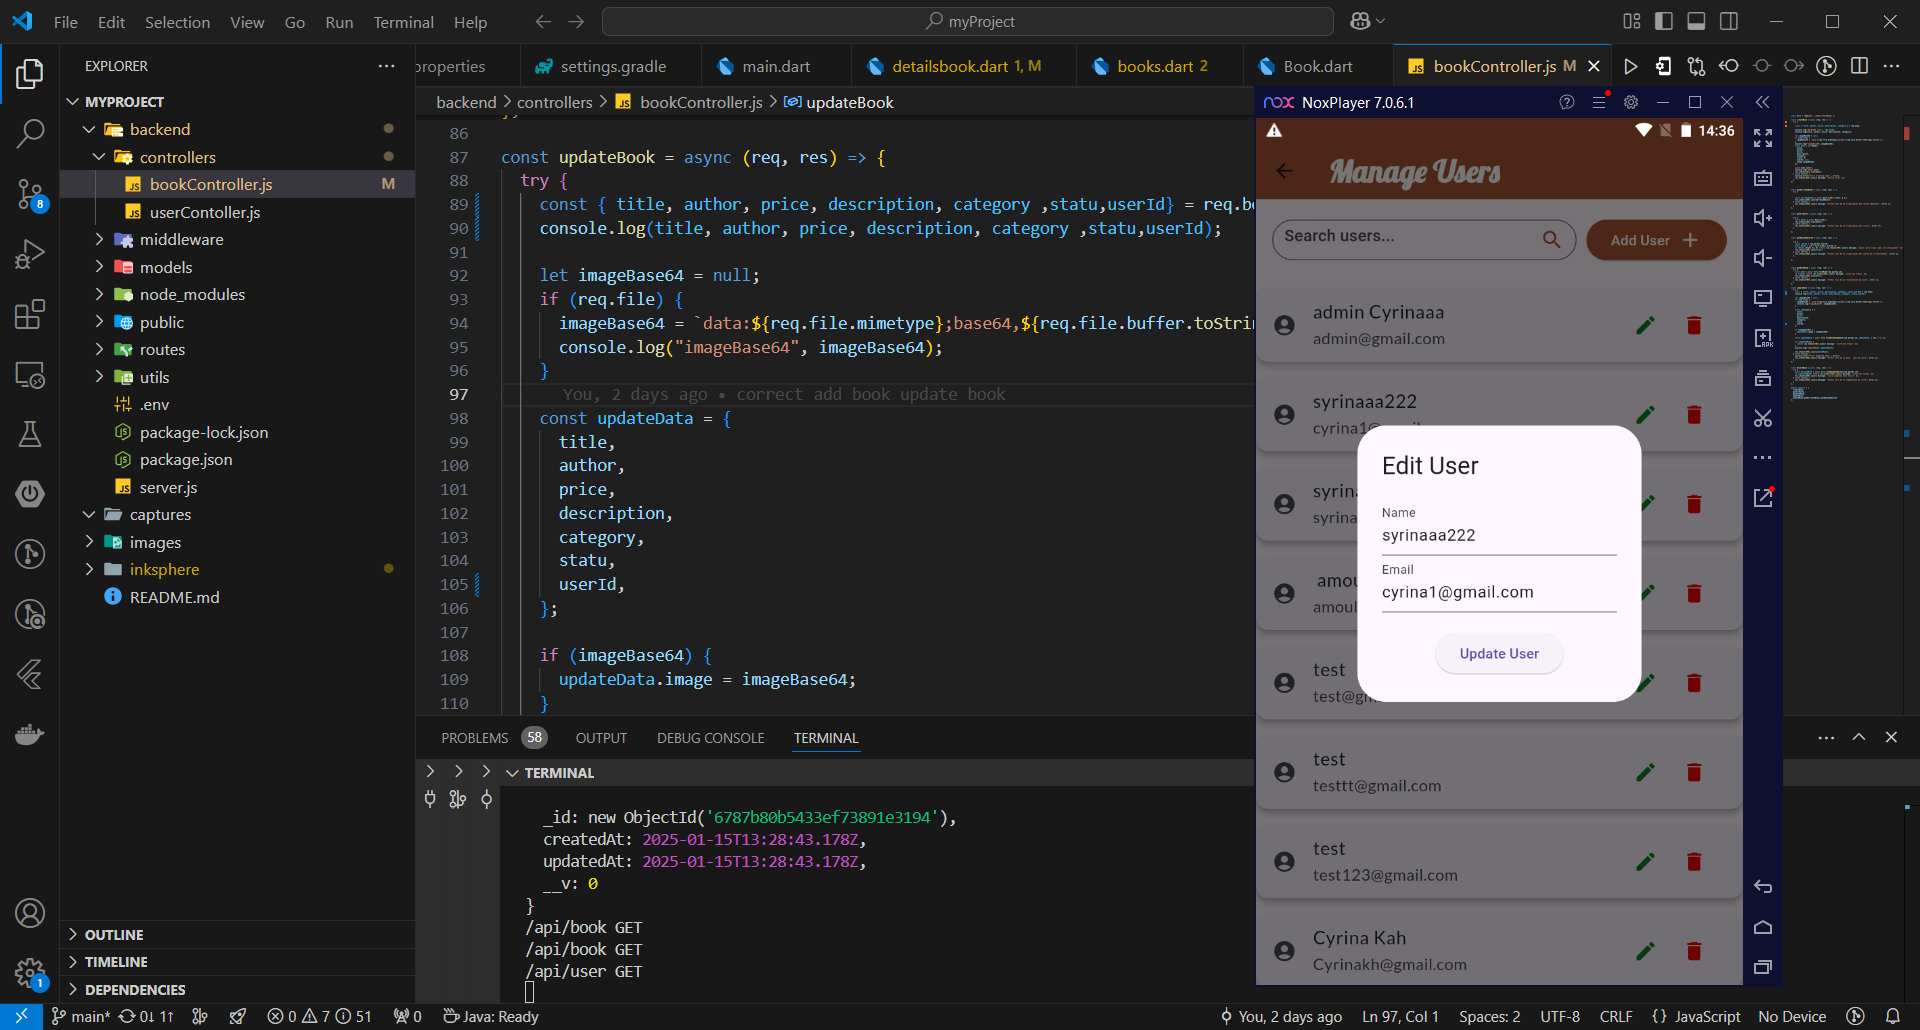 File Edit Selection View Go Run Terminal Help
myProject
EXPLORER
MYPROJECT
backend
controllers
bookController.js M
userContoller.js
middleware
models
node_modules
public
routes
utils
.env
package-lock.json
package.json
server.js
captures
images
inksphere
README.md
OUTLINE
TIMELINE
DEPENDENCIES
8
1
properties settings.gradle main.dart detailsbook.dart 1, M books.dart 2 Book.dart bookController.js M
backend > controllers > bookController.js > updateBook
86
87 const updateBook = async (req, res) => {
88 try {
89 const { title, author, price, description, category ,statu,userId} = req.b
90 console.log(title, author, price, description, category ,statu,userId);
91
92 let imageBase64 = null;
93 if (req.file) {
94 imageBase64 = `data:${req.file.mimetype};base64,${req.file.buffer.toStrin
95 console.log("imageBase64", imageBase64);
96 }
97 You, 2 days ago • correct add book update book
98 const updateData = {
99 title,
100 author,
101 price,
102 description,
103 category,
104 statu,
105 userId,
106 };
107
108 if (imageBase64) {
109 updateData.image = imageBase64;
110 }
PROBLEMS 58 OUTPUT DEBUG CONSOLE TERMINAL
TERMINAL
_id: new ObjectId('6787b80b5433ef73891e3194'),
createdAt: 2025-01-15T13:28:43.178Z,
updatedAt: 2025-01-15T13:28:43.178Z,
__v: 0
}
/api/book GET
/api/book GET
/api/user GET
nox NoxPlayer 7.0.6.1
14:36
Manage Users
Search users...
Add User +
admin Cyrinaaa
admin@gmail.com
syrinaaa222
cyrina1@gmail
syrin
syrina
amou
amoul
test
test@gm
test
testtt@gmail.com
test
test123@gmail.com
Cyrina Kah
Cyrinakh@gmail.com
Edit User
Name
syrinaaa222
Email
cyrina1@gmail.com
Update User
APK
main* 0↓ 1↑ 0 7 51 0 Java: Ready
You, 2 days ago Ln 97, Col 1 Spaces: 2 UTF-8 CRLF {} JavaScript No Device